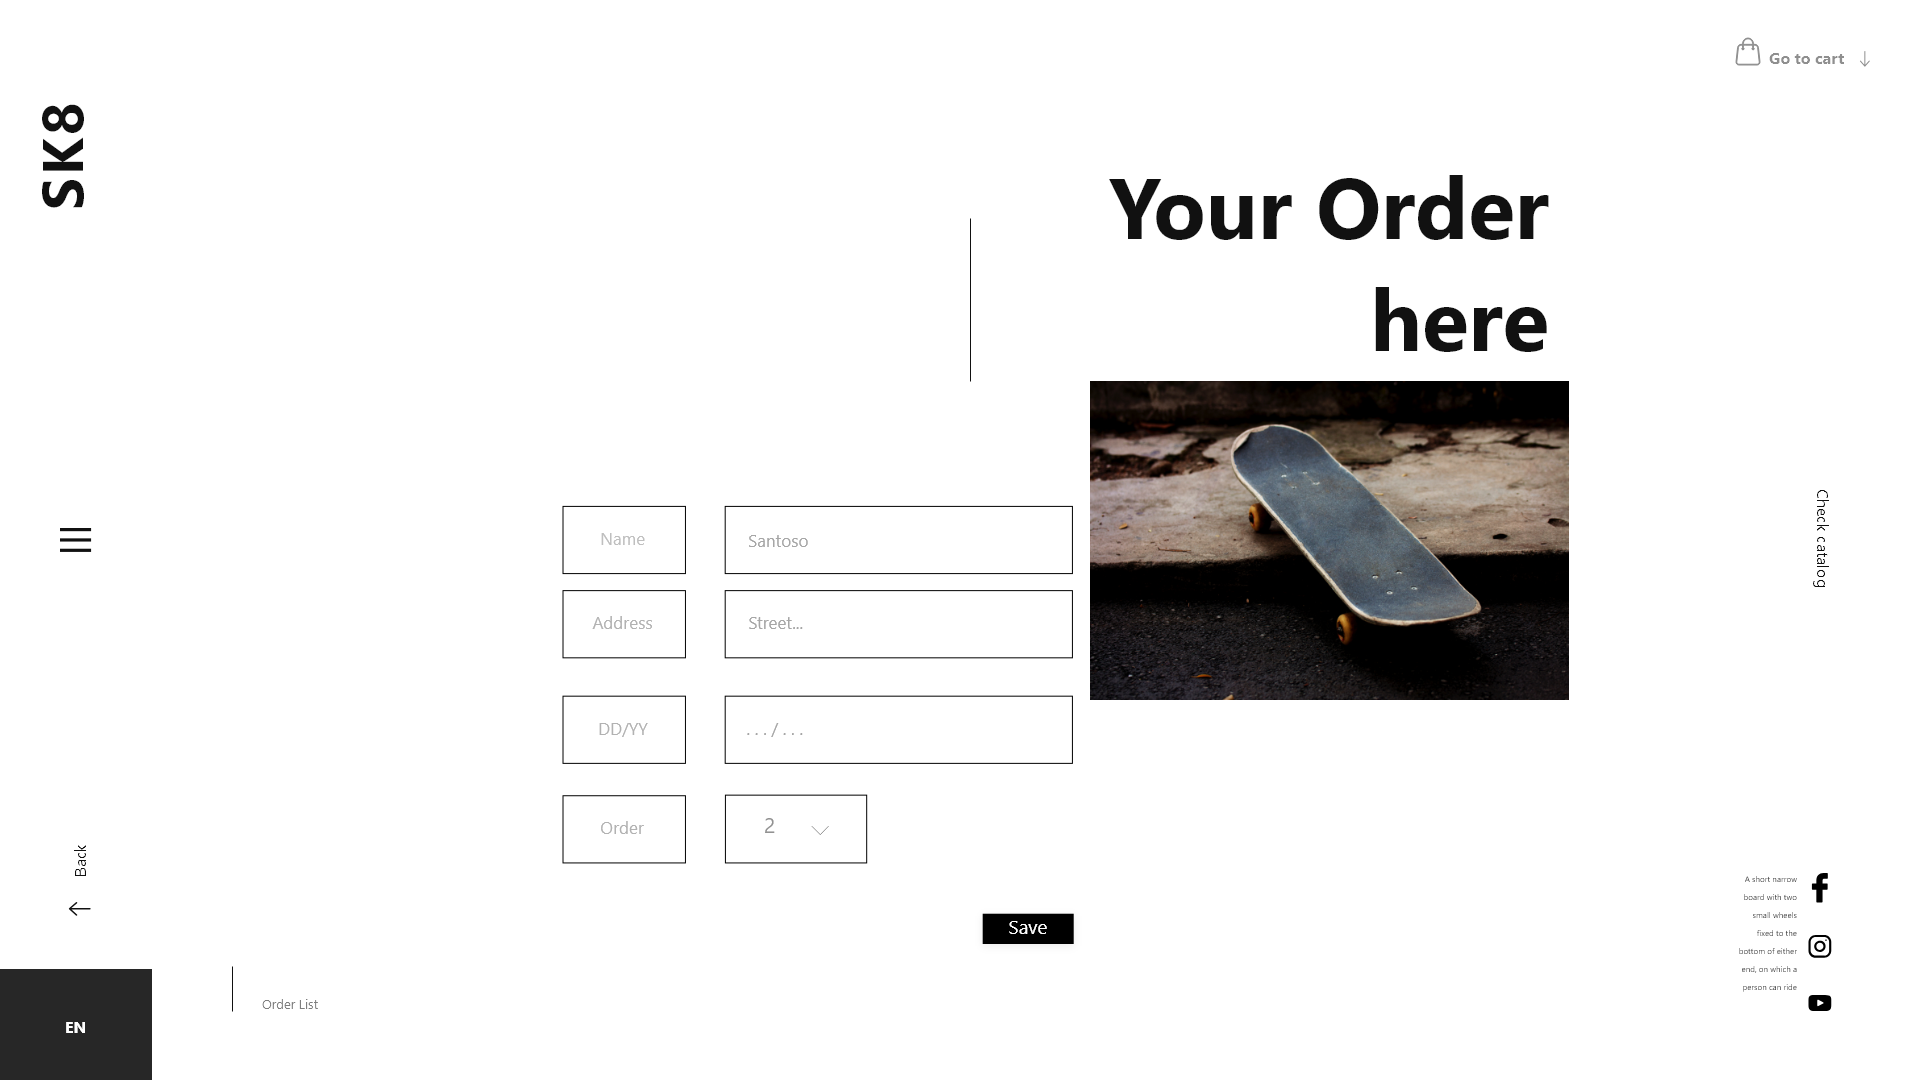 Go to cart
SK8
Your Order
here
Name
Santoso
Address
Street...
Check catalog
DD/YY
. . . / . . .
Order
2
Back
Save
A short narrow
board with two
small wheels
fixed to the
bottom of either
end, on which a
person can ride
Order List
EN